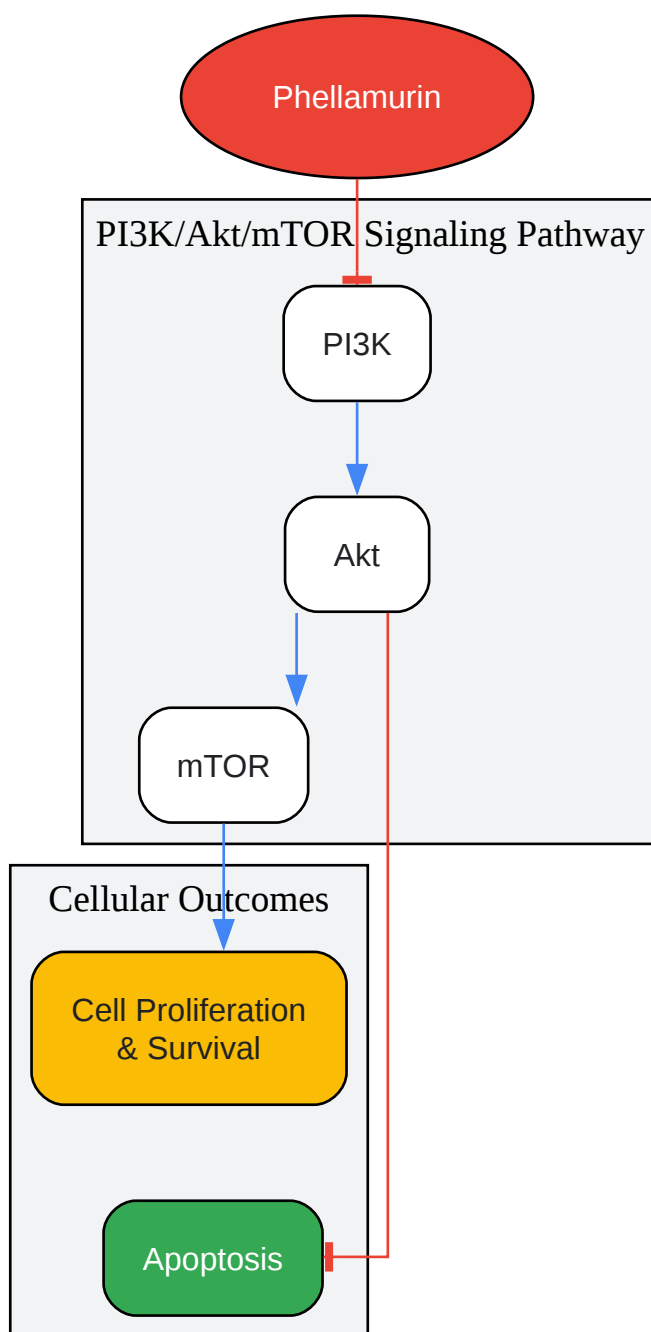 Phellamurin
PI3K/Akt/mTOR Signaling Pathway
PI3K
Akt
mTOR
Cellular Outcomes
Cell Proliferation
& Survival
Apoptosis